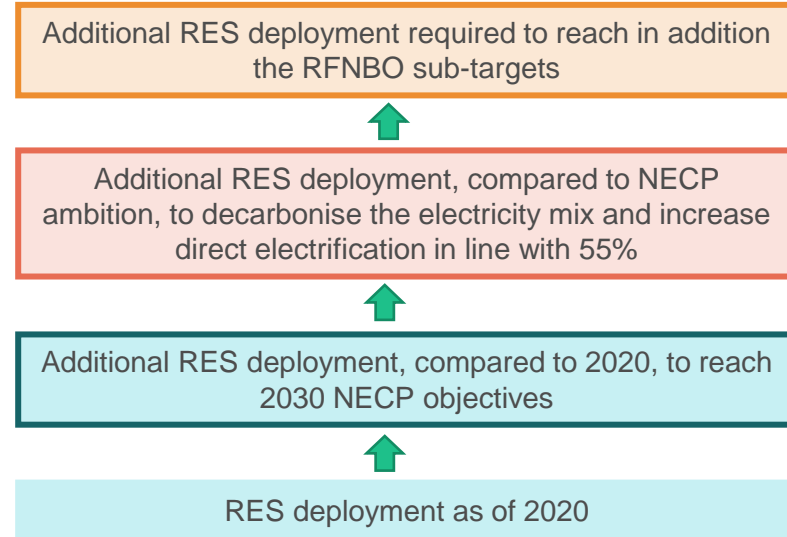 Additional RES deployment required to reach in addition
the RFNBO sub-targets
Additional RES deployment, compared to NECP
ambition, to decarbonise the electricity mix and increase
direct electrification in line with 55%
Additional RES deployment, compared to 2020, to reach
2030 NECP objectives
RES deployment as of 2020